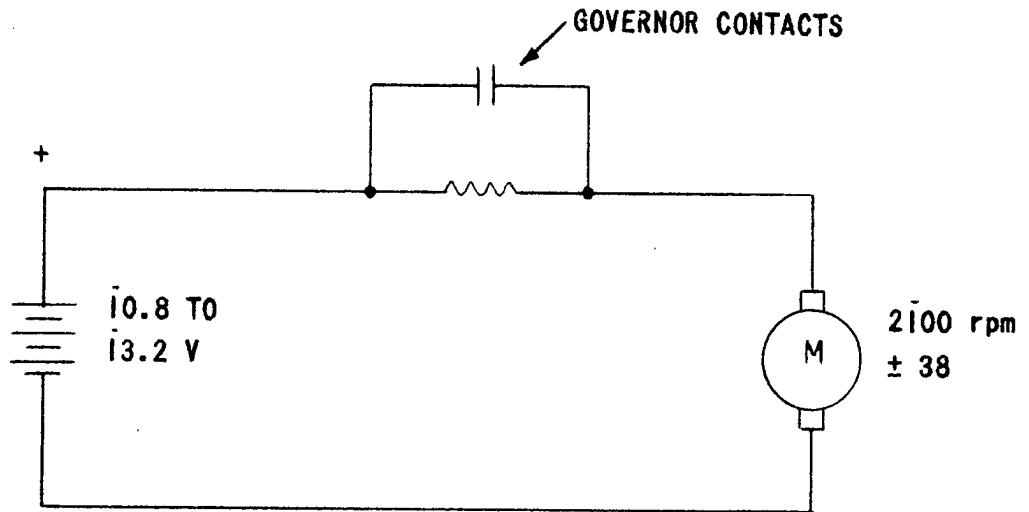 GOVERNOR CONTACTS
+
10.8 TO
13.2 V
M
2100 rpm
± 38